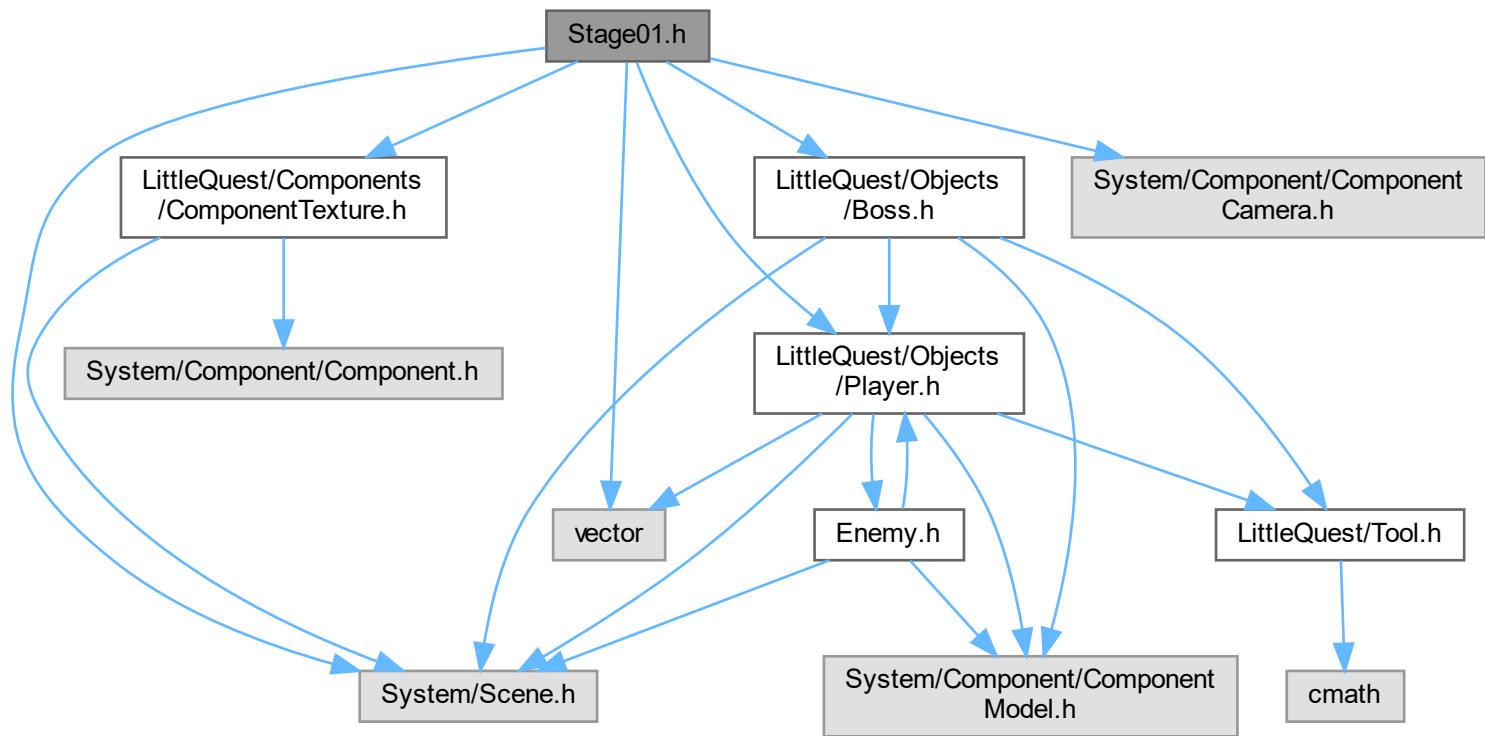 Stage01.h
LittleQuest/Components
/ComponentTexture.h
LittleQuest/Objects
/Boss.h
System/Component/Component
Camera.h
System/Component/Component.h
LittleQuest/Objects
/Player.h
vector
Enemy.h
LittleQuest/Tool.h
System/Scene.h
System/Component/Component
Model.h
cmath